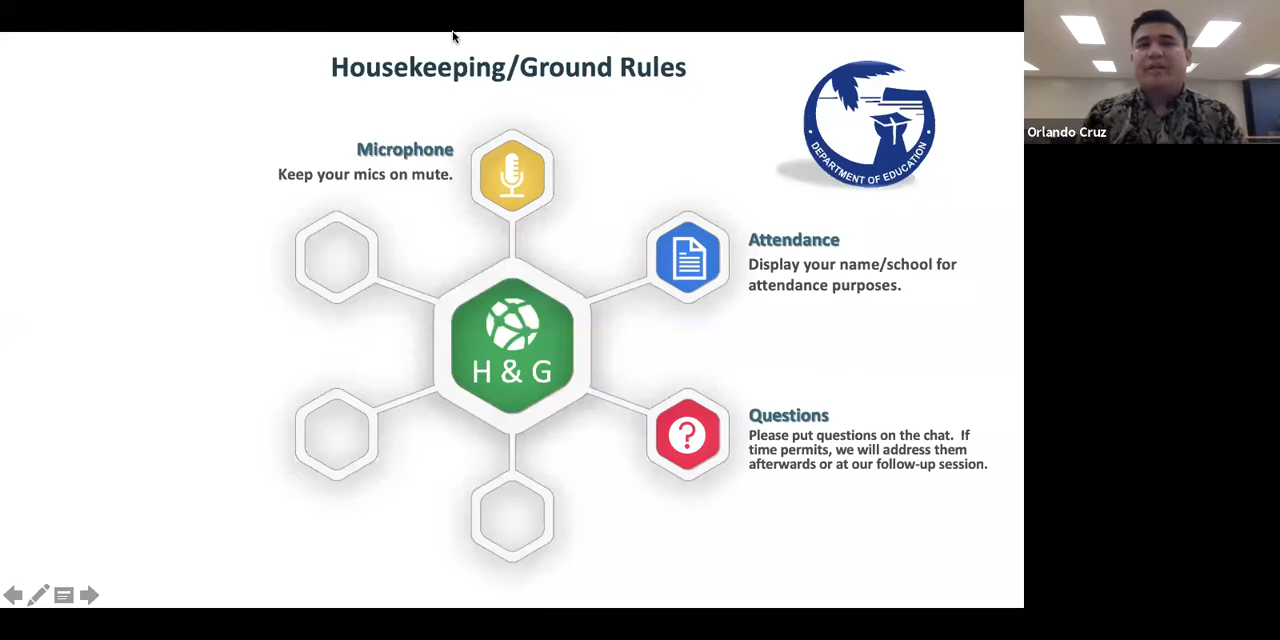 Housekeeping/Ground Rules
Microphone
Keep your mics on mute.
DEPARTMENT OF EDUCATION
Orlando Cruz
Attendance
Display your name/school for
attendance purposes.
H & G
Questions
Please put questions on the chat. If
time permits, we will address them
afterwards or at our follow-up session.